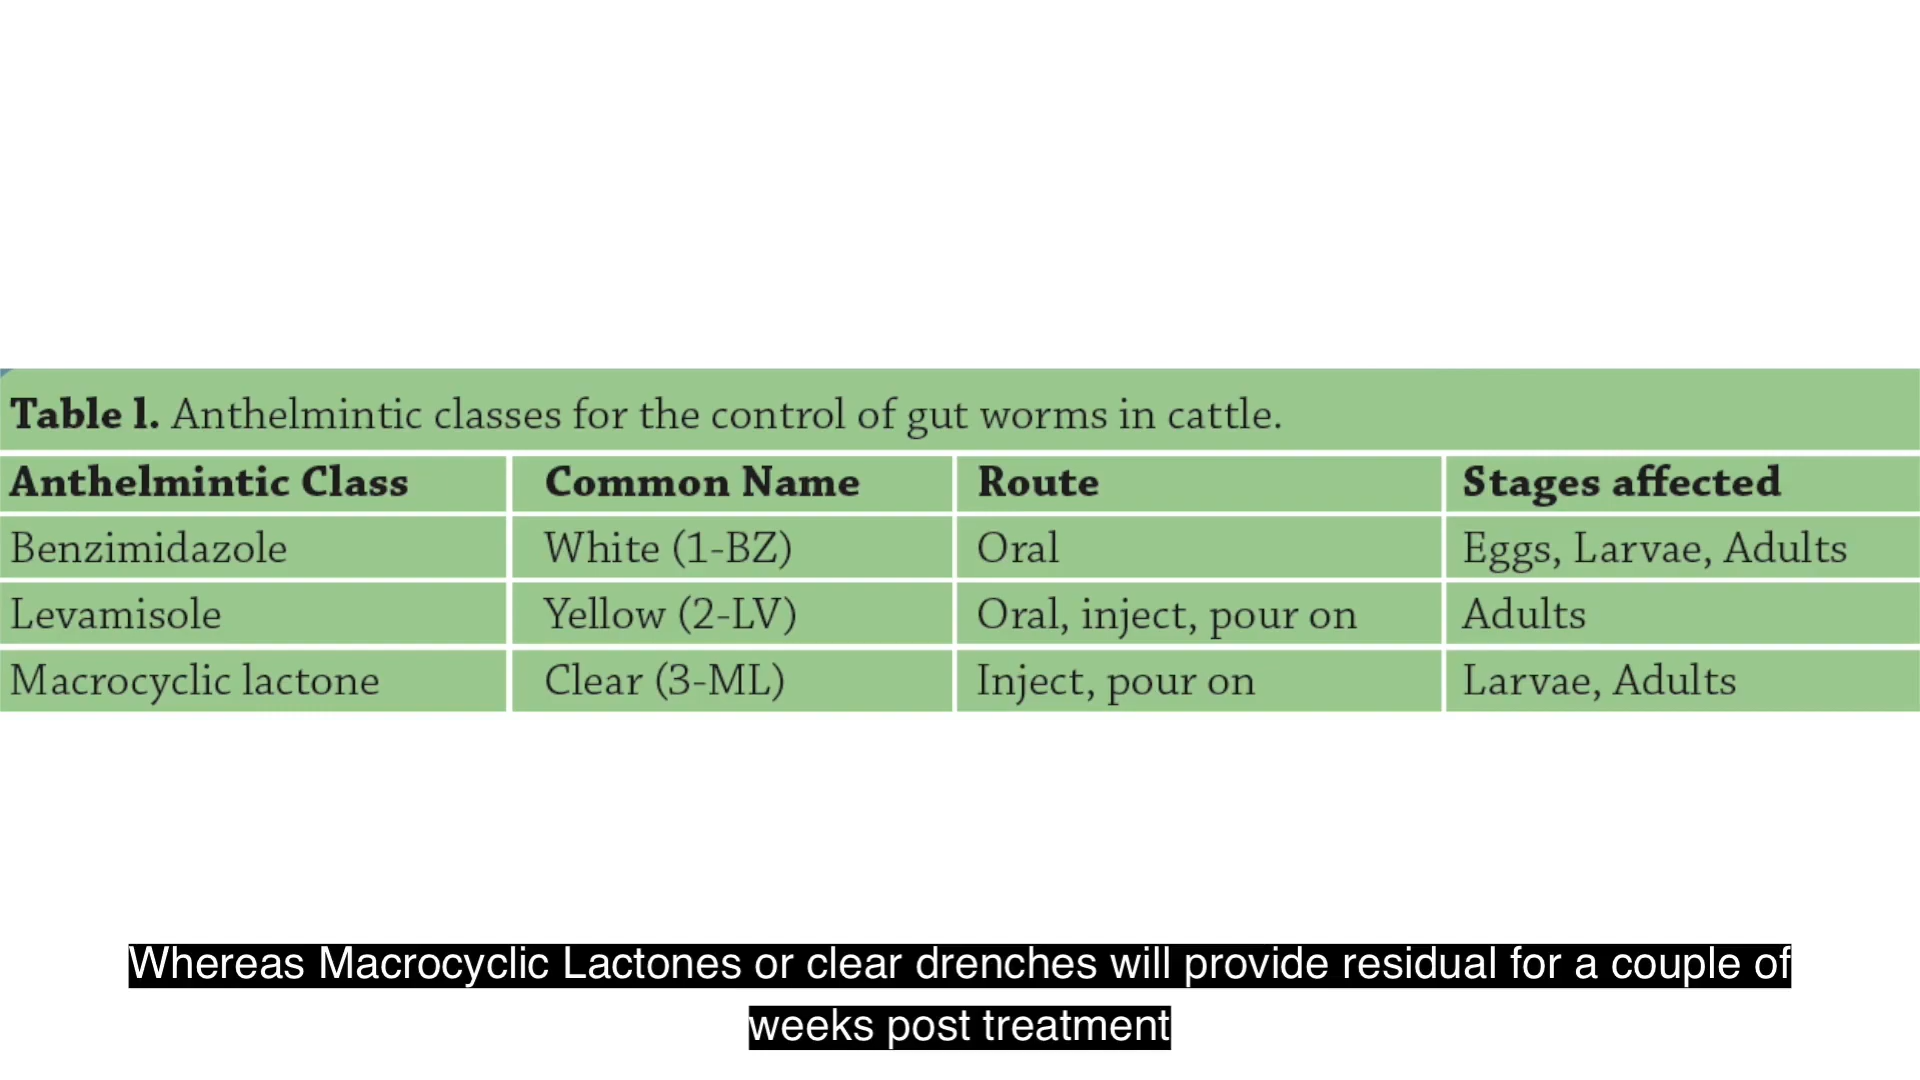 Table 1. Anthelmintic classes for the control of gut worms in cattle.
Anthelmintic Class Common Name Route Stages affected
Benzimidazole White (1-BZ) Oral Eggs, Larvae, Adults
Levamisole Yellow (2-LV) Oral, inject, pour on Adults
Macrocyclic lactone Clear (3-ML) Inject, pour on Larvae, Adults
Whereas Macrocyclic Lactones or clear drenches will provide residual for a couple of
weeks post treatment